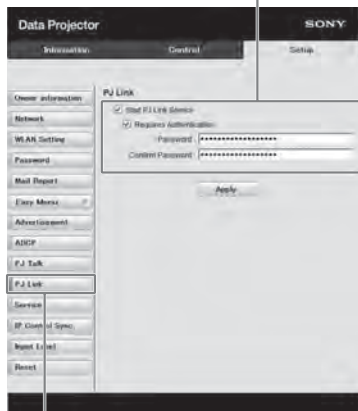 Data Projector
SONY
Information
Control
Setup
Owner information
Network
WLAN Setting
Password
Mail Report
Easy Menu
Advertisement
ADCP
PJ Talk
PJ Link
Service
IP Control Sync.
Input Label
Reset
PJ Link
Start PJ Link Service
Requires Authentication
Password
Confirm Password
Apply